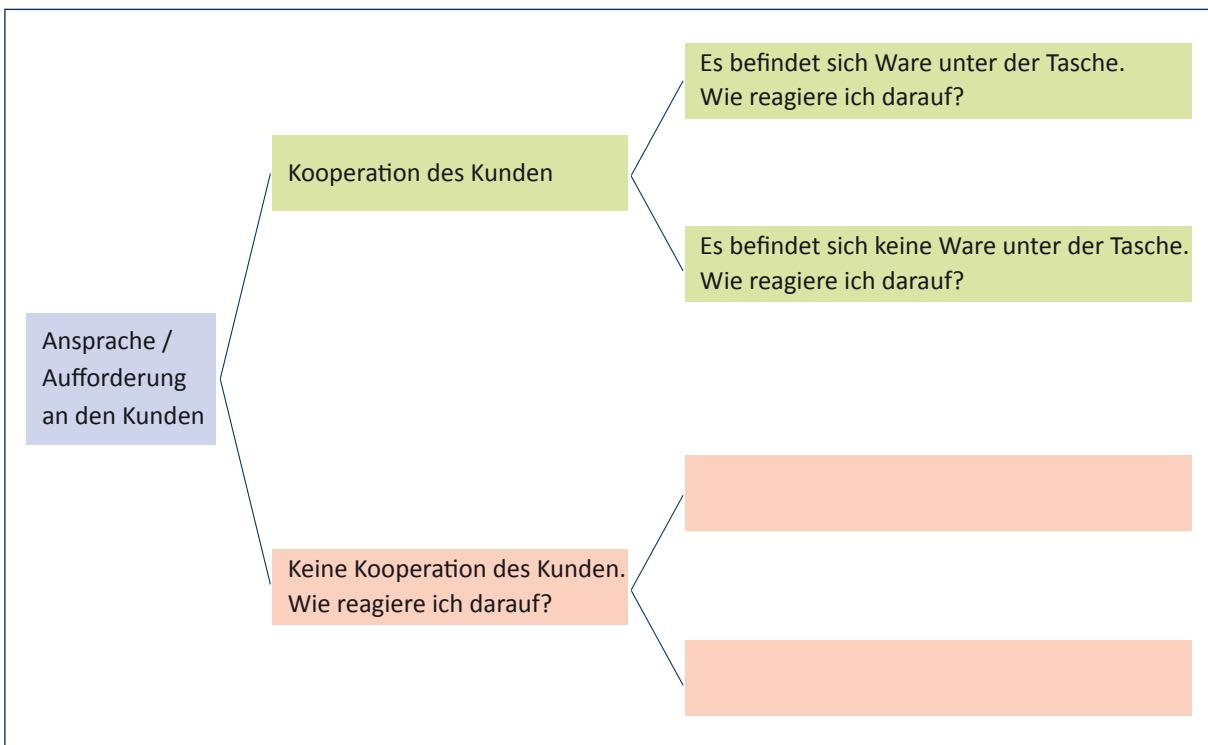 Es befindet sich Ware unter der Tasche.
Wie reagiere ich darauf?
Kooperation des Kunden
Es befindet sich keine Ware unter der Tasche.
Wie reagiere ich darauf?
Ansprache /
Aufforderung
an den Kunden
Keine Kooperation des Kunden.
Wie reagiere ich darauf?